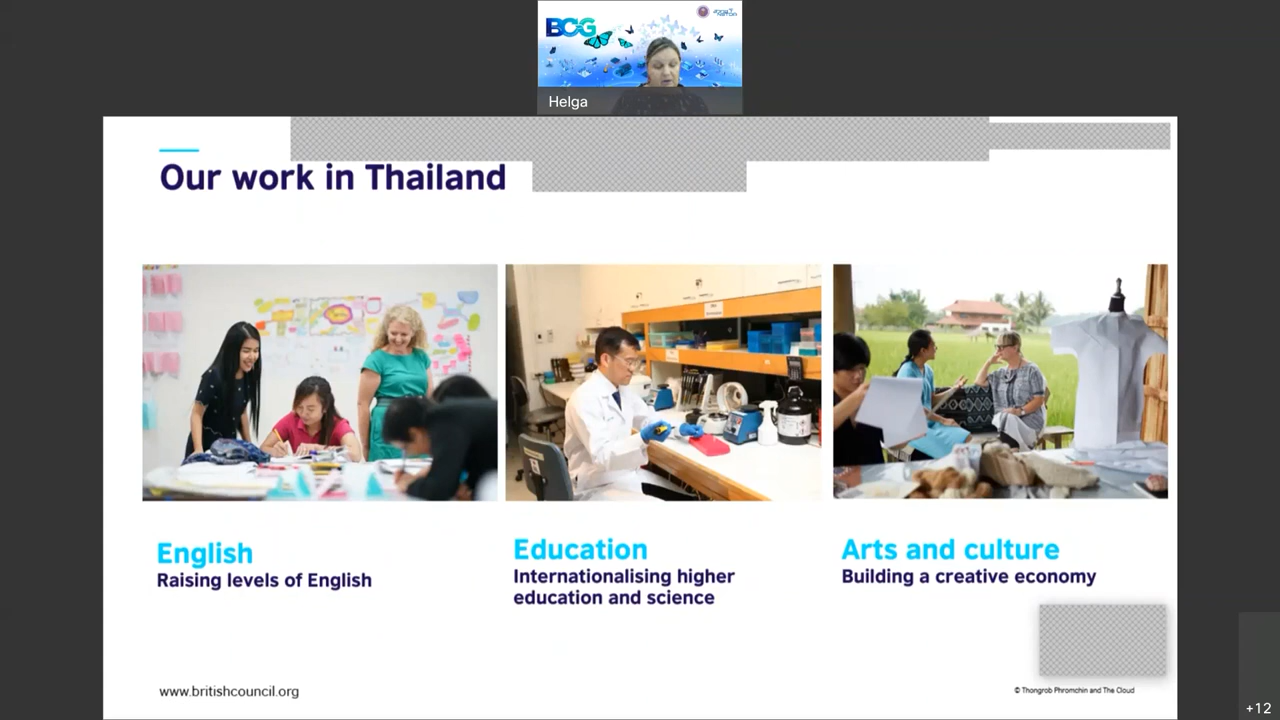 BCG
Helga
Our work in Thailand
English
Raising levels of English
Education
Internationalising higher
education and science
Arts and culture
Building a creative economy
www.britishcouncil.org
© Thongrob Phromchin and The Cloud
+12